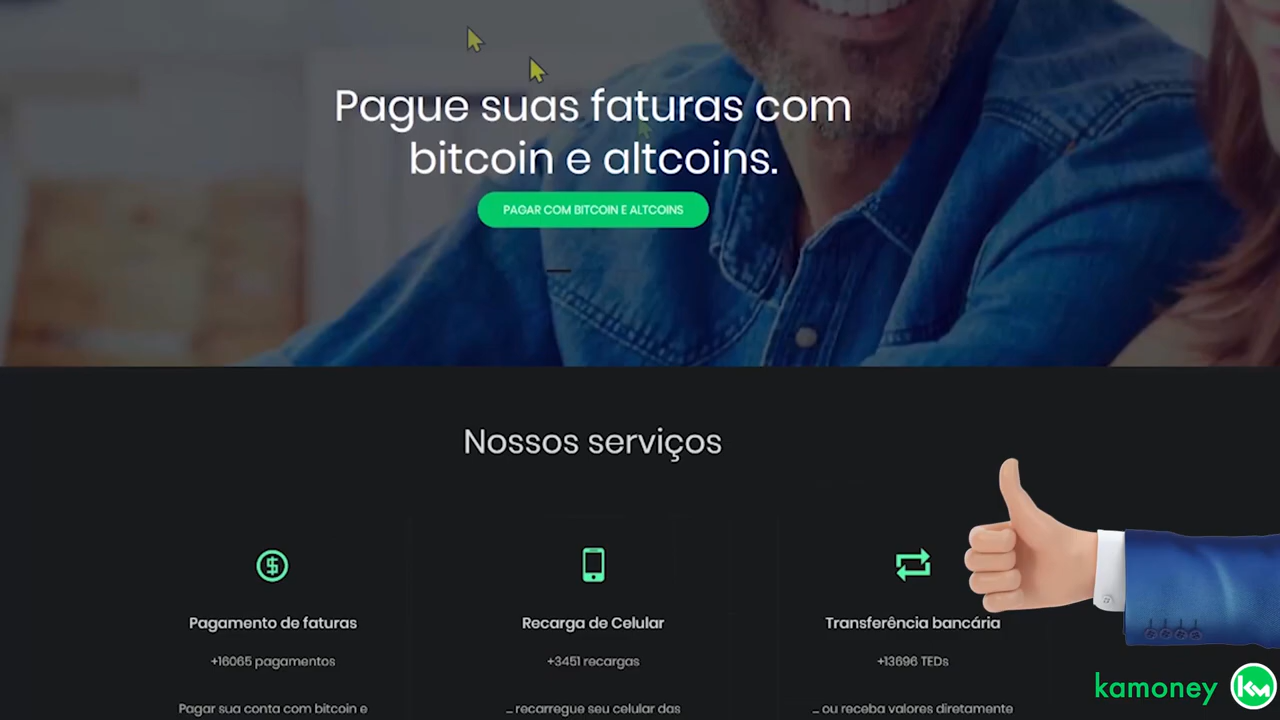 Pague suas faturas com
bitcoin e altcoins.
PAGAR COM BITCOIN E ALTCOINS
Nossos serviços
Pagamento de faturas
Recarga de Celular
Transferência bancária
+16065 pagamentos
+3451 recargas
+13696 TEDs
Pagar sua conta com bitcoin e
... recarregue seu celular das
... ou receba valores diretamente
kamoney